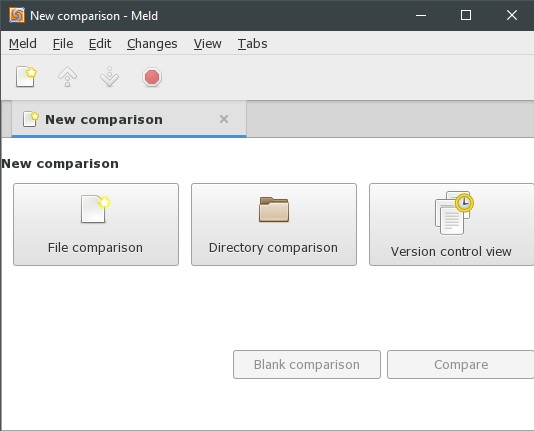 New comparison - Meld
Meld File Edit Changes View Tabs
New comparison
New comparison
File comparison Directory comparison Version control view
Blank comparison Compare